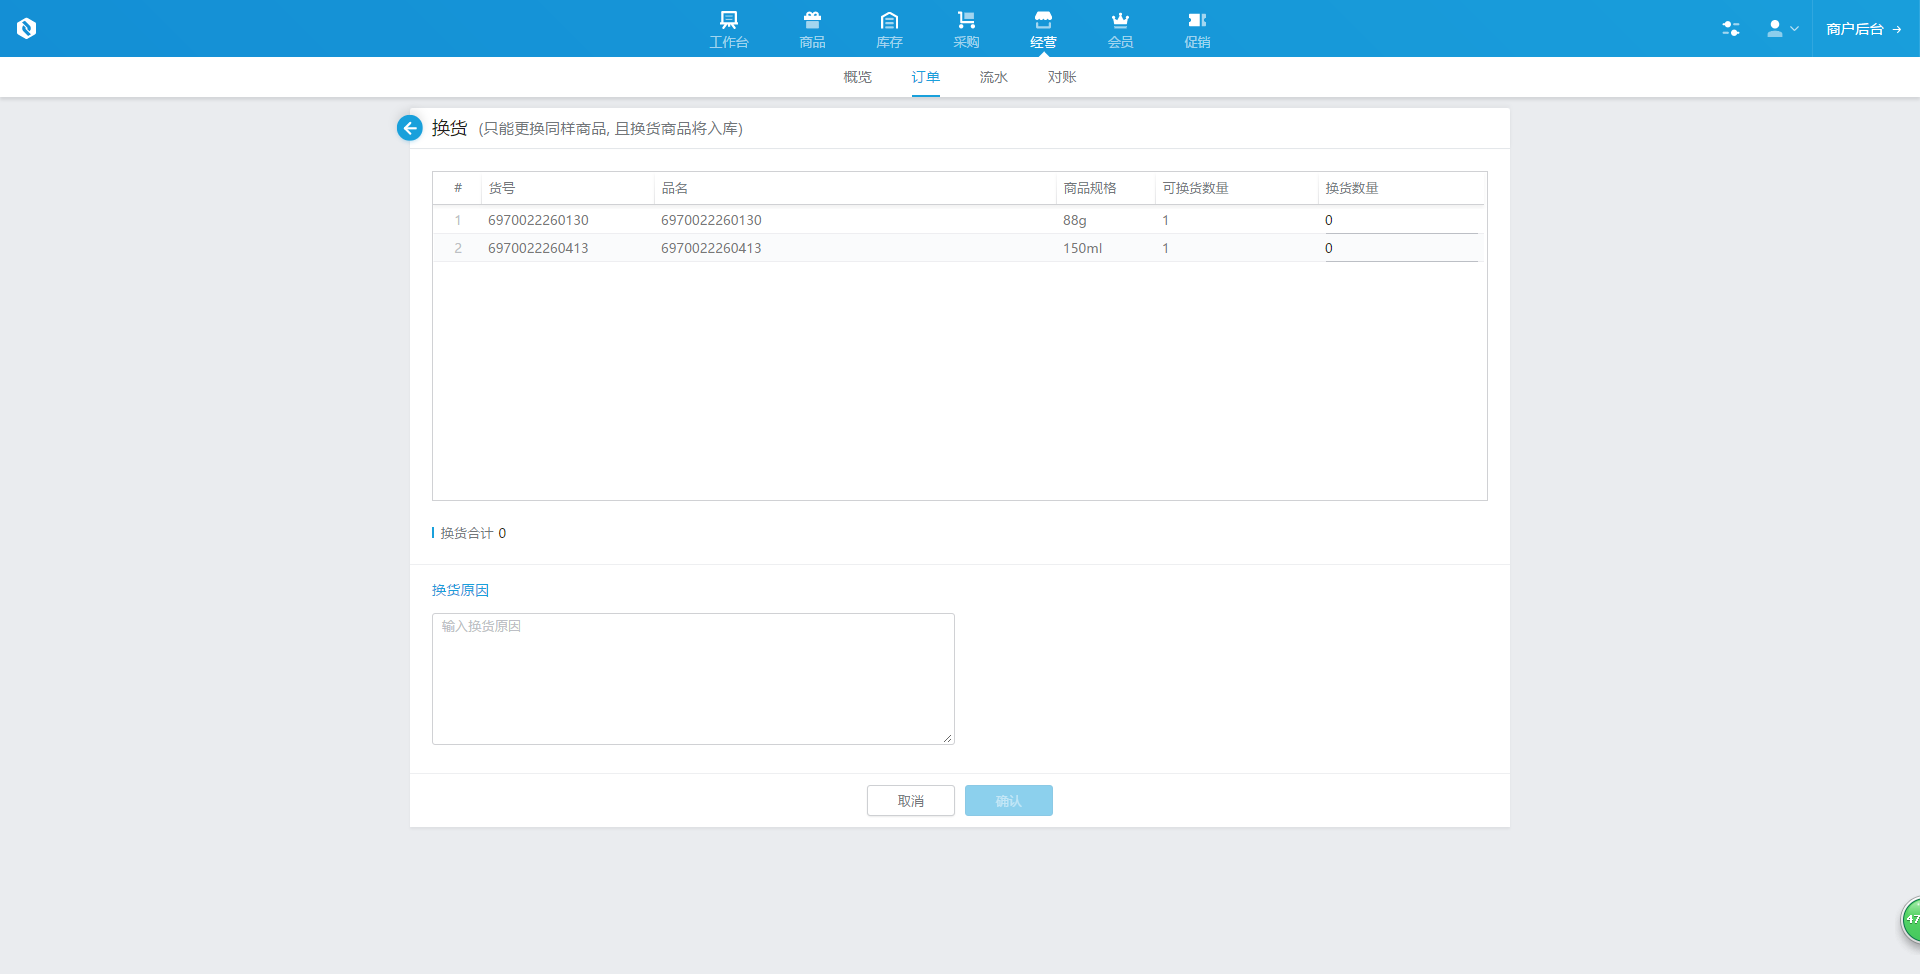 工作台 商品 库存 采购 经营 会员 促销 商户后台 →
概览 订单 流水 对账
换货 (只能更换同样商品, 且换货商品将入库)
# 货号 品名 商品规格 可换货数量 换货数量
1 6970022260130 6970022260130 88g 1 0
2 6970022260413 6970022260413 150ml 1 0
换货合计 0
换货原因
输入换货原因
取消 确认
47